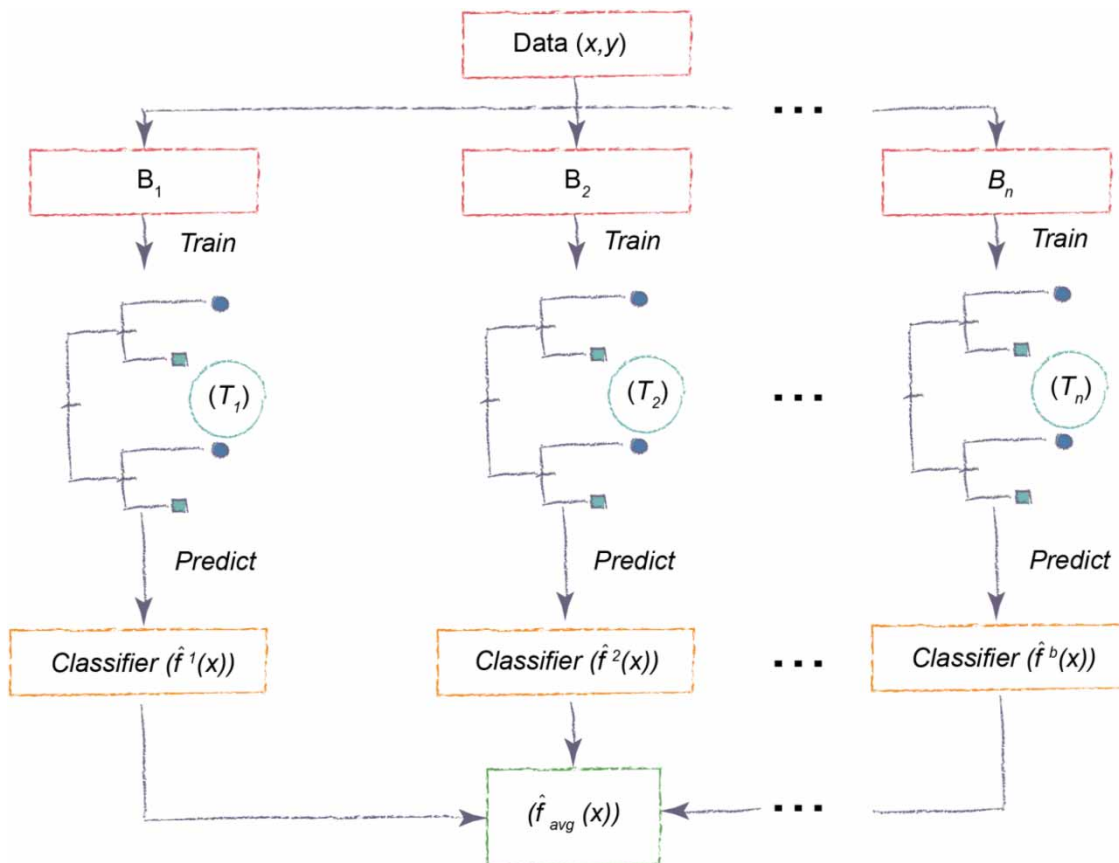 Data (x,y)
...
B₁
B₂
Bₙ
Train
Train
Train
(T₁)
(T₂)
...
(Tₙ)
Predict
Predict
Predict
Classifier (f̂ ¹(x))
Classifier (f̂ ²(x))
...
Classifier (f̂ ᵇ(x))
(f̂ avg (x))
...